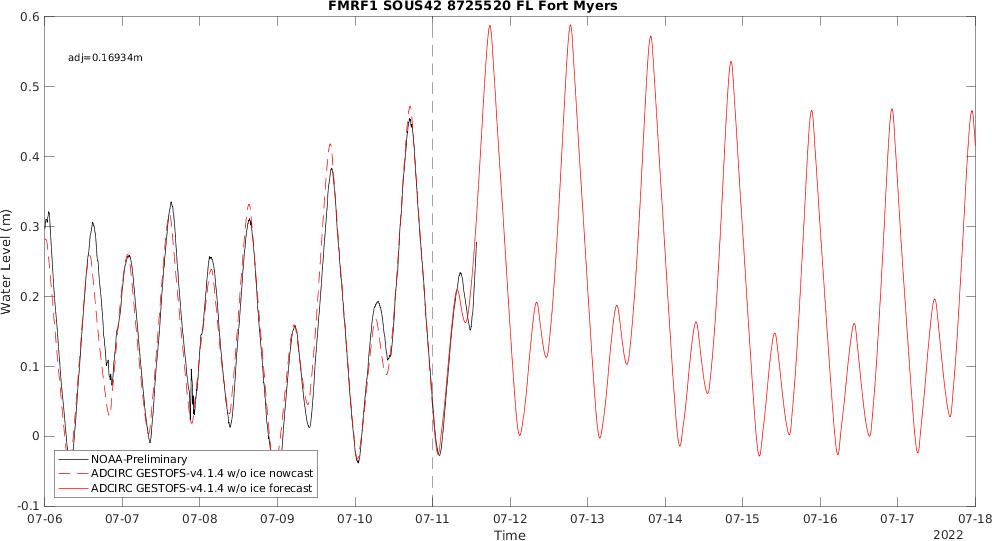 FMRF1 SOUS42 8725520 FL Fort Myers
adj=0.16934m
0.6
0.5
0.4
0.3
0.2
0.1
0
-0.1
Water Level (m)
NOAA-Preliminary
ADCIRC GESTOFS-v4.1.4 w/o ice nowcast
ADCIRC GESTOFS-v4.1.4 w/o ice forecast
07-06 07-07 07-08 07-09 07-10 07-11 07-12 07-13 07-14 07-15 07-16 07-17 07-18
Time
2022